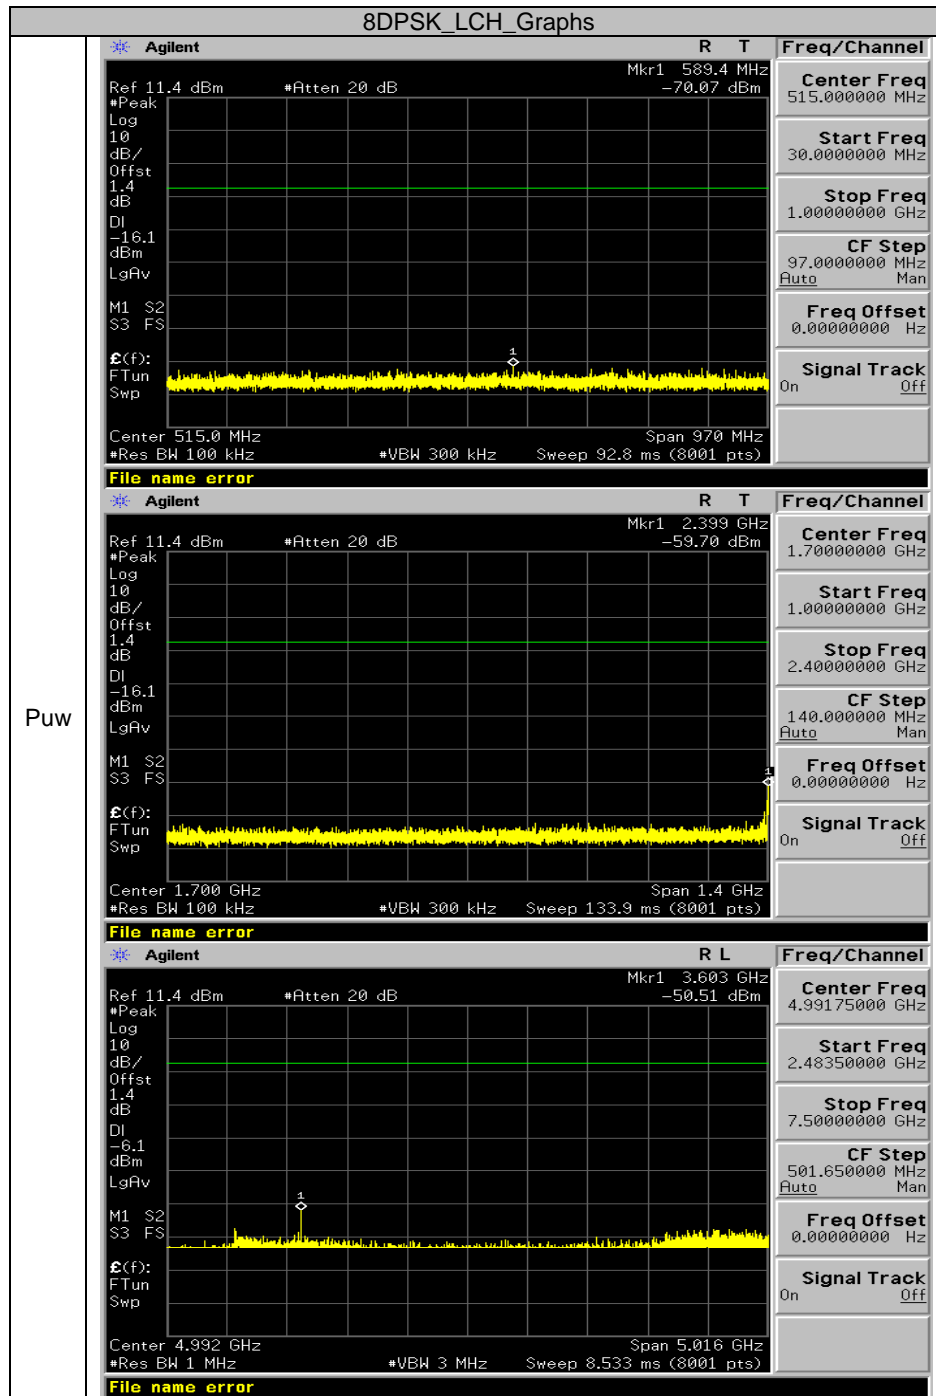 8DPSK_LCH_Graphs
Puw
Agilent R T Freq/Channel
Mkr1 589.4 MHz
Ref 11.4 dBm #Atten 20 dB -70.07 dBm
#Peak
Log
10
dB/
Offst
1.4
dB
DI
-16.1
dBm
LgAv
M1 S2
S3 FS
£(f):
FTun
Swp
1
Center 515.0 MHz Span 970 MHz
#Res BW 100 kHz #VBW 300 kHz Sweep 92.8 ms (8001 pts)
File name error
Center Freq
515.000000 MHz
Start Freq
30.0000000 MHz
Stop Freq
1.00000000 GHz
CF Step
97.0000000 MHz
Auto Man
Freq Offset
0.00000000 Hz
Signal Track
On Off
Agilent R T Freq/Channel
Mkr1 2.399 GHz
Ref 11.4 dBm #Atten 20 dB -59.70 dBm
#Peak
Log
10
dB/
Offst
1.4
dB
DI
-16.1
dBm
LgAv
M1 S2
S3 FS
£(f):
FTun
Swp
1
Center 1.700 GHz Span 1.4 GHz
#Res BW 100 kHz #VBW 300 kHz Sweep 133.9 ms (8001 pts)
File name error
Center Freq
1.70000000 GHz
Start Freq
1.00000000 GHz
Stop Freq
2.40000000 GHz
CF Step
140.000000 MHz
Auto Man
Freq Offset
0.00000000 Hz
Signal Track
On Off
Agilent R L Freq/Channel
Mkr1 3.603 GHz
Ref 11.4 dBm #Atten 20 dB -50.51 dBm
#Peak
Log
10
dB/
Offst
1.4
dB
DI
-6.1
dBm
LgAv
M1 S2
S3 FS
£(f):
FTun
Swp
1
Center 4.992 GHz Span 5.016 GHz
#Res BW 1 MHz #VBW 3 MHz Sweep 8.533 ms (8001 pts)
File name error
Center Freq
4.99175000 GHz
Start Freq
2.48350000 GHz
Stop Freq
7.50000000 GHz
CF Step
501.650000 MHz
Auto Man
Freq Offset
0.00000000 Hz
Signal Track
On Off